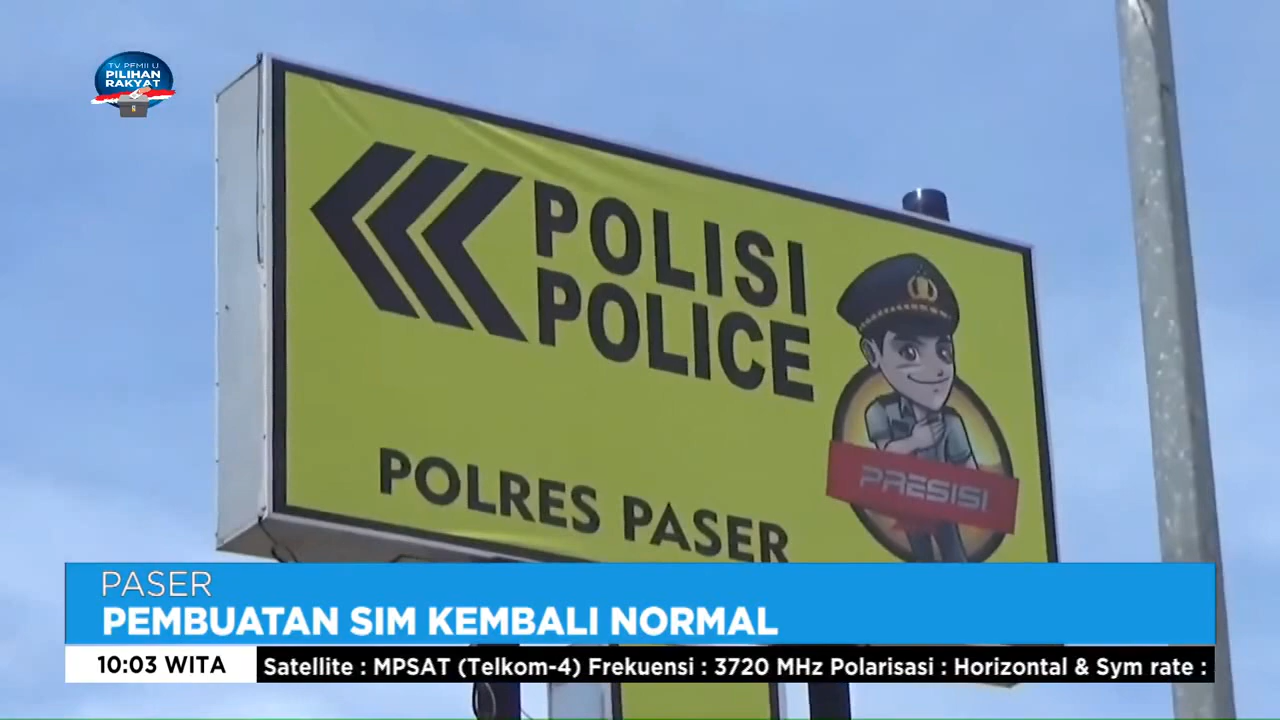 TV PEMILU
PILIHAN
RAKYAT
POLISI
POLICE
POLRES PASER
PRESISI
PASER
PEMBUATAN SIM KEMBALI NORMAL
10:03 WITA
Satellite : MPSAT (Telkom-4) Frekuensi : 3720 MHz Polarisasi : Horizontal & Sym rate :